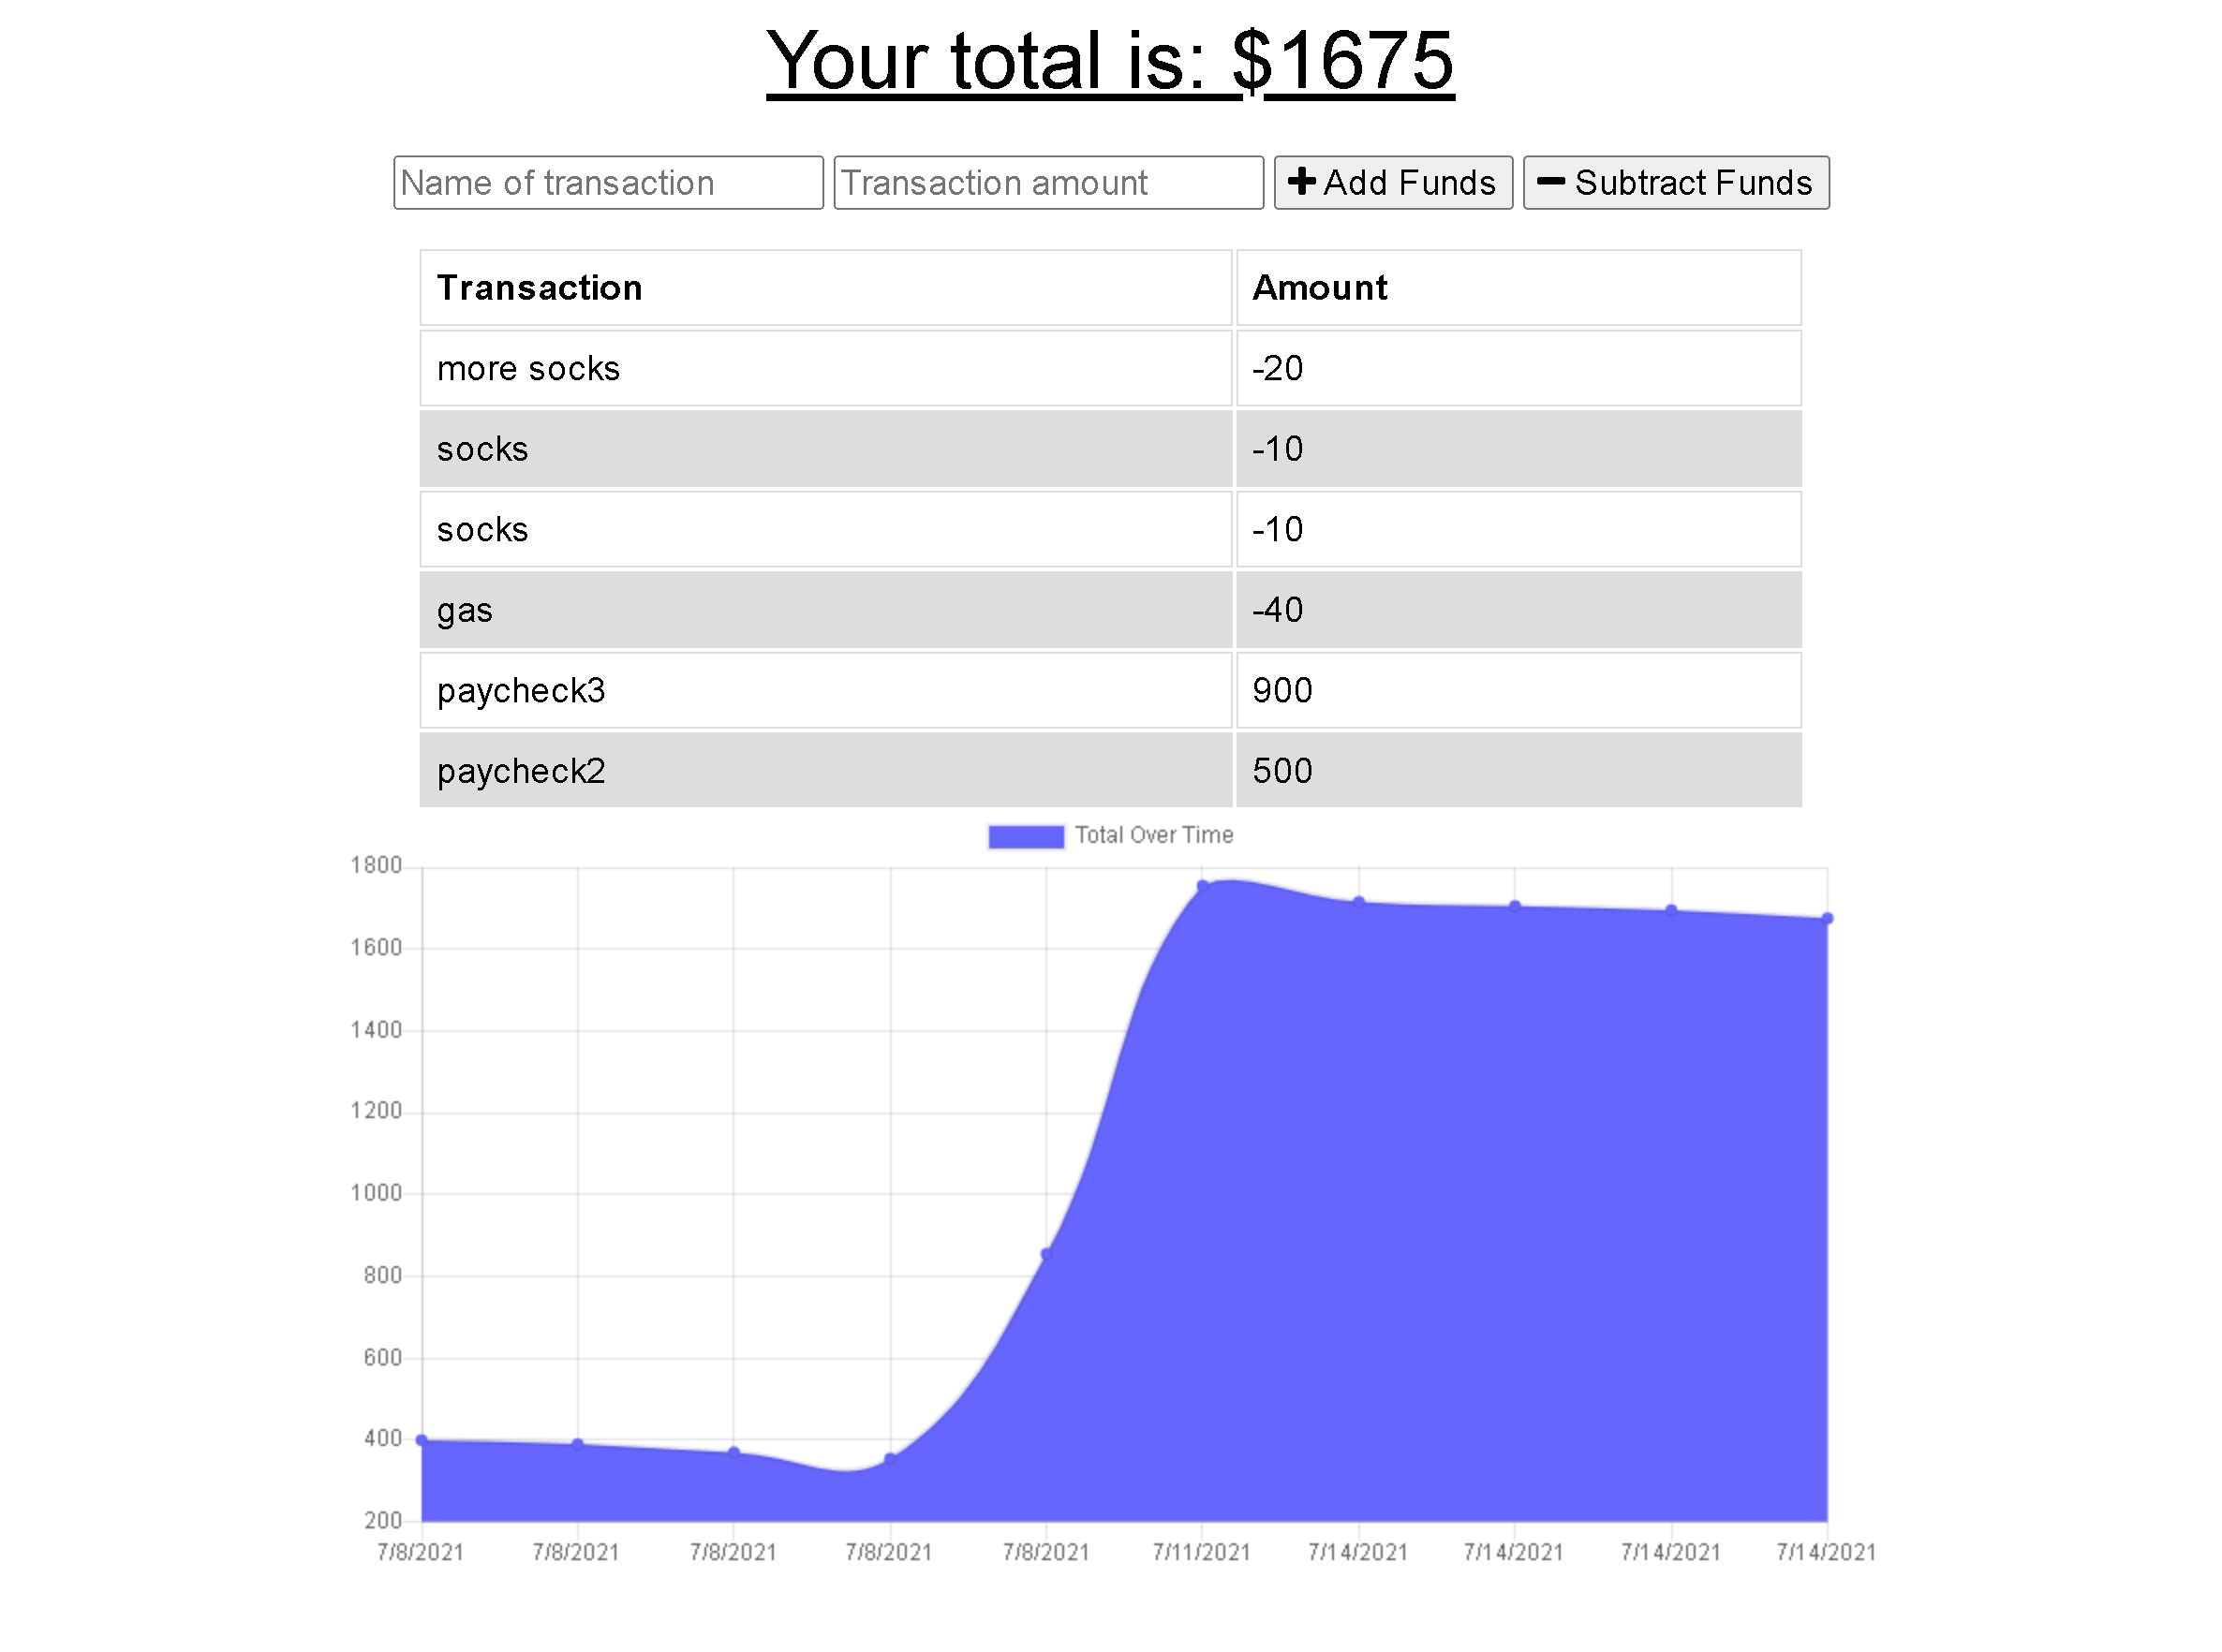 Your total is: $1675
Name of transaction Transaction amount + Add Funds − Subtract Funds
Transaction Amount
more socks -20
socks -10
socks -10
gas -40
paycheck3 900
paycheck2 500
Total Over Time
1800
1600
1400
1200
1000
800
600
400
200
7/8/2021 7/8/2021 7/8/2021 7/8/2021 7/8/2021 7/11/2021 7/14/2021 7/14/2021 7/14/2021 7/14/2021